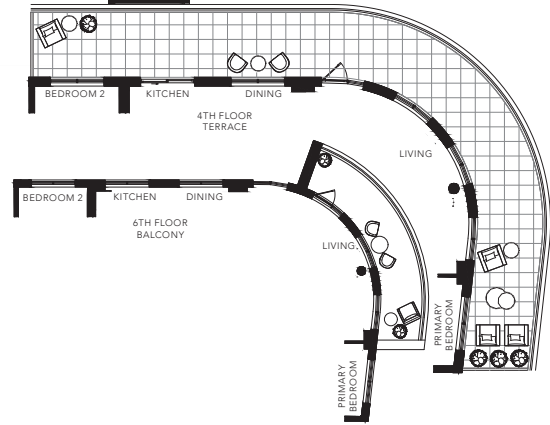 BEDROOM 2
KITCHEN
DINING
4TH FLOOR
TERRACE
LIVING
PRIMARY
BEDROOM
BEDROOM 2
KITCHEN
DINING
6TH FLOOR
BALCONY
LIVING
PRIMARY
BEDROOM